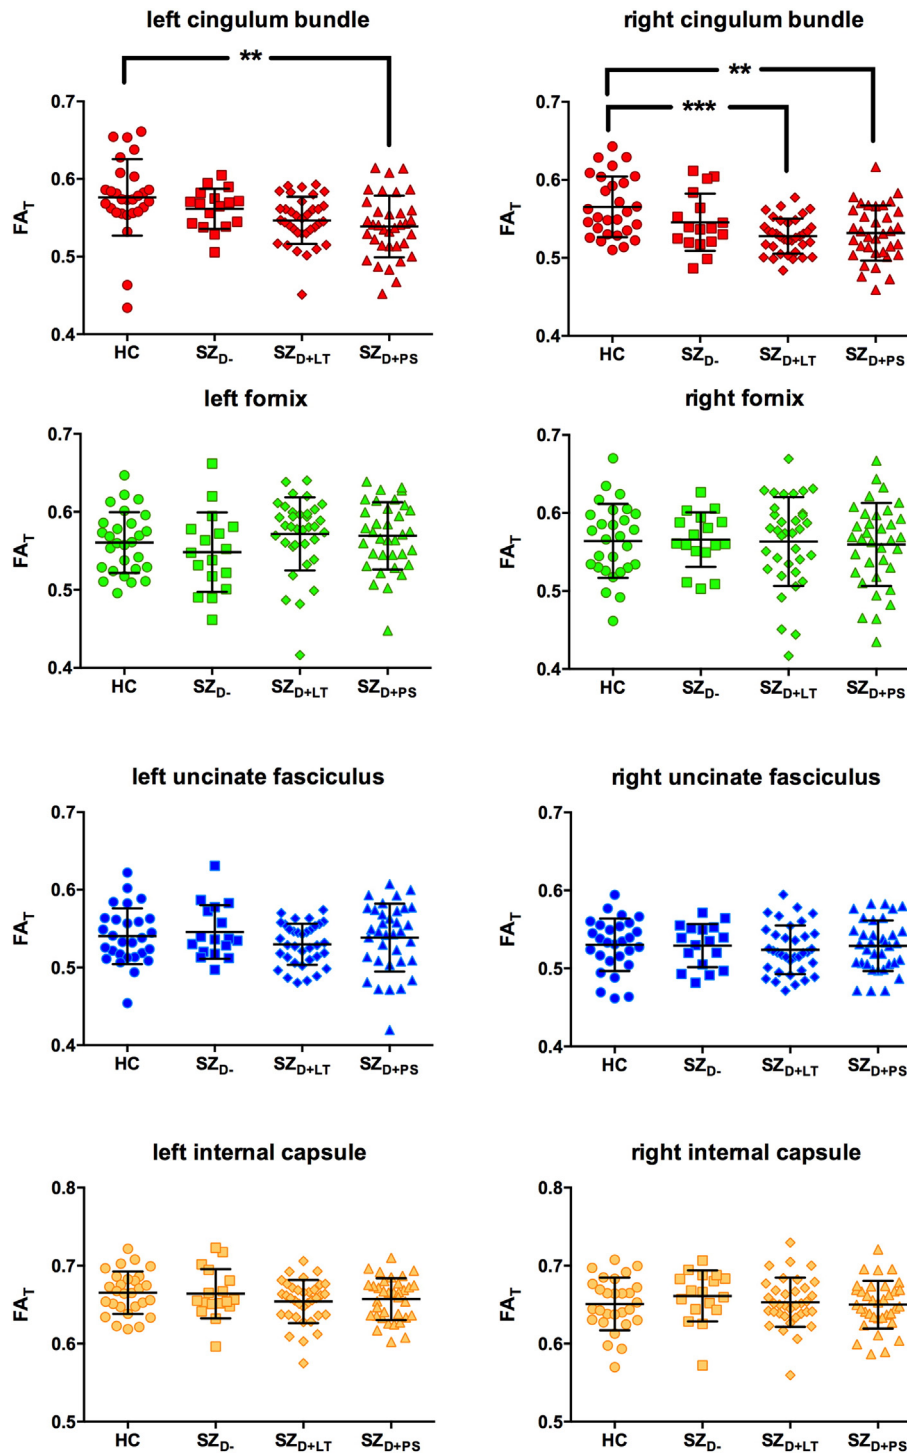 left cingulum bundle
right cingulum bundle
**
**
***
0.7
0.6
0.5
0.4
FAT
HC
SZD-
SZD+LT
SZD+PS
0.7
0.6
0.5
0.4
FAT
HC
SZD-
SZD+LT
SZD+PS
left fornix
right fornix
0.7
0.6
0.5
0.4
FAT
HC
SZD-
SZD+LT
SZD+PS
0.7
0.6
0.5
0.4
FAT
HC
SZD-
SZD+LT
SZD+PS
left uncinate fasciculus
right uncinate fasciculus
0.7
0.6
0.5
0.4
FAT
HC
SZD-
SZD+LT
SZD+PS
0.7
0.6
0.5
0.4
FAT
HC
SZD-
SZD+LT
SZD+PS
left internal capsule
right internal capsule
0.8
0.7
0.6
0.5
FAT
HC
SZD-
SZD+LT
SZD+PS
0.8
0.7
0.6
0.5
FAT
HC
SZD-
SZD+LT
SZD+PS